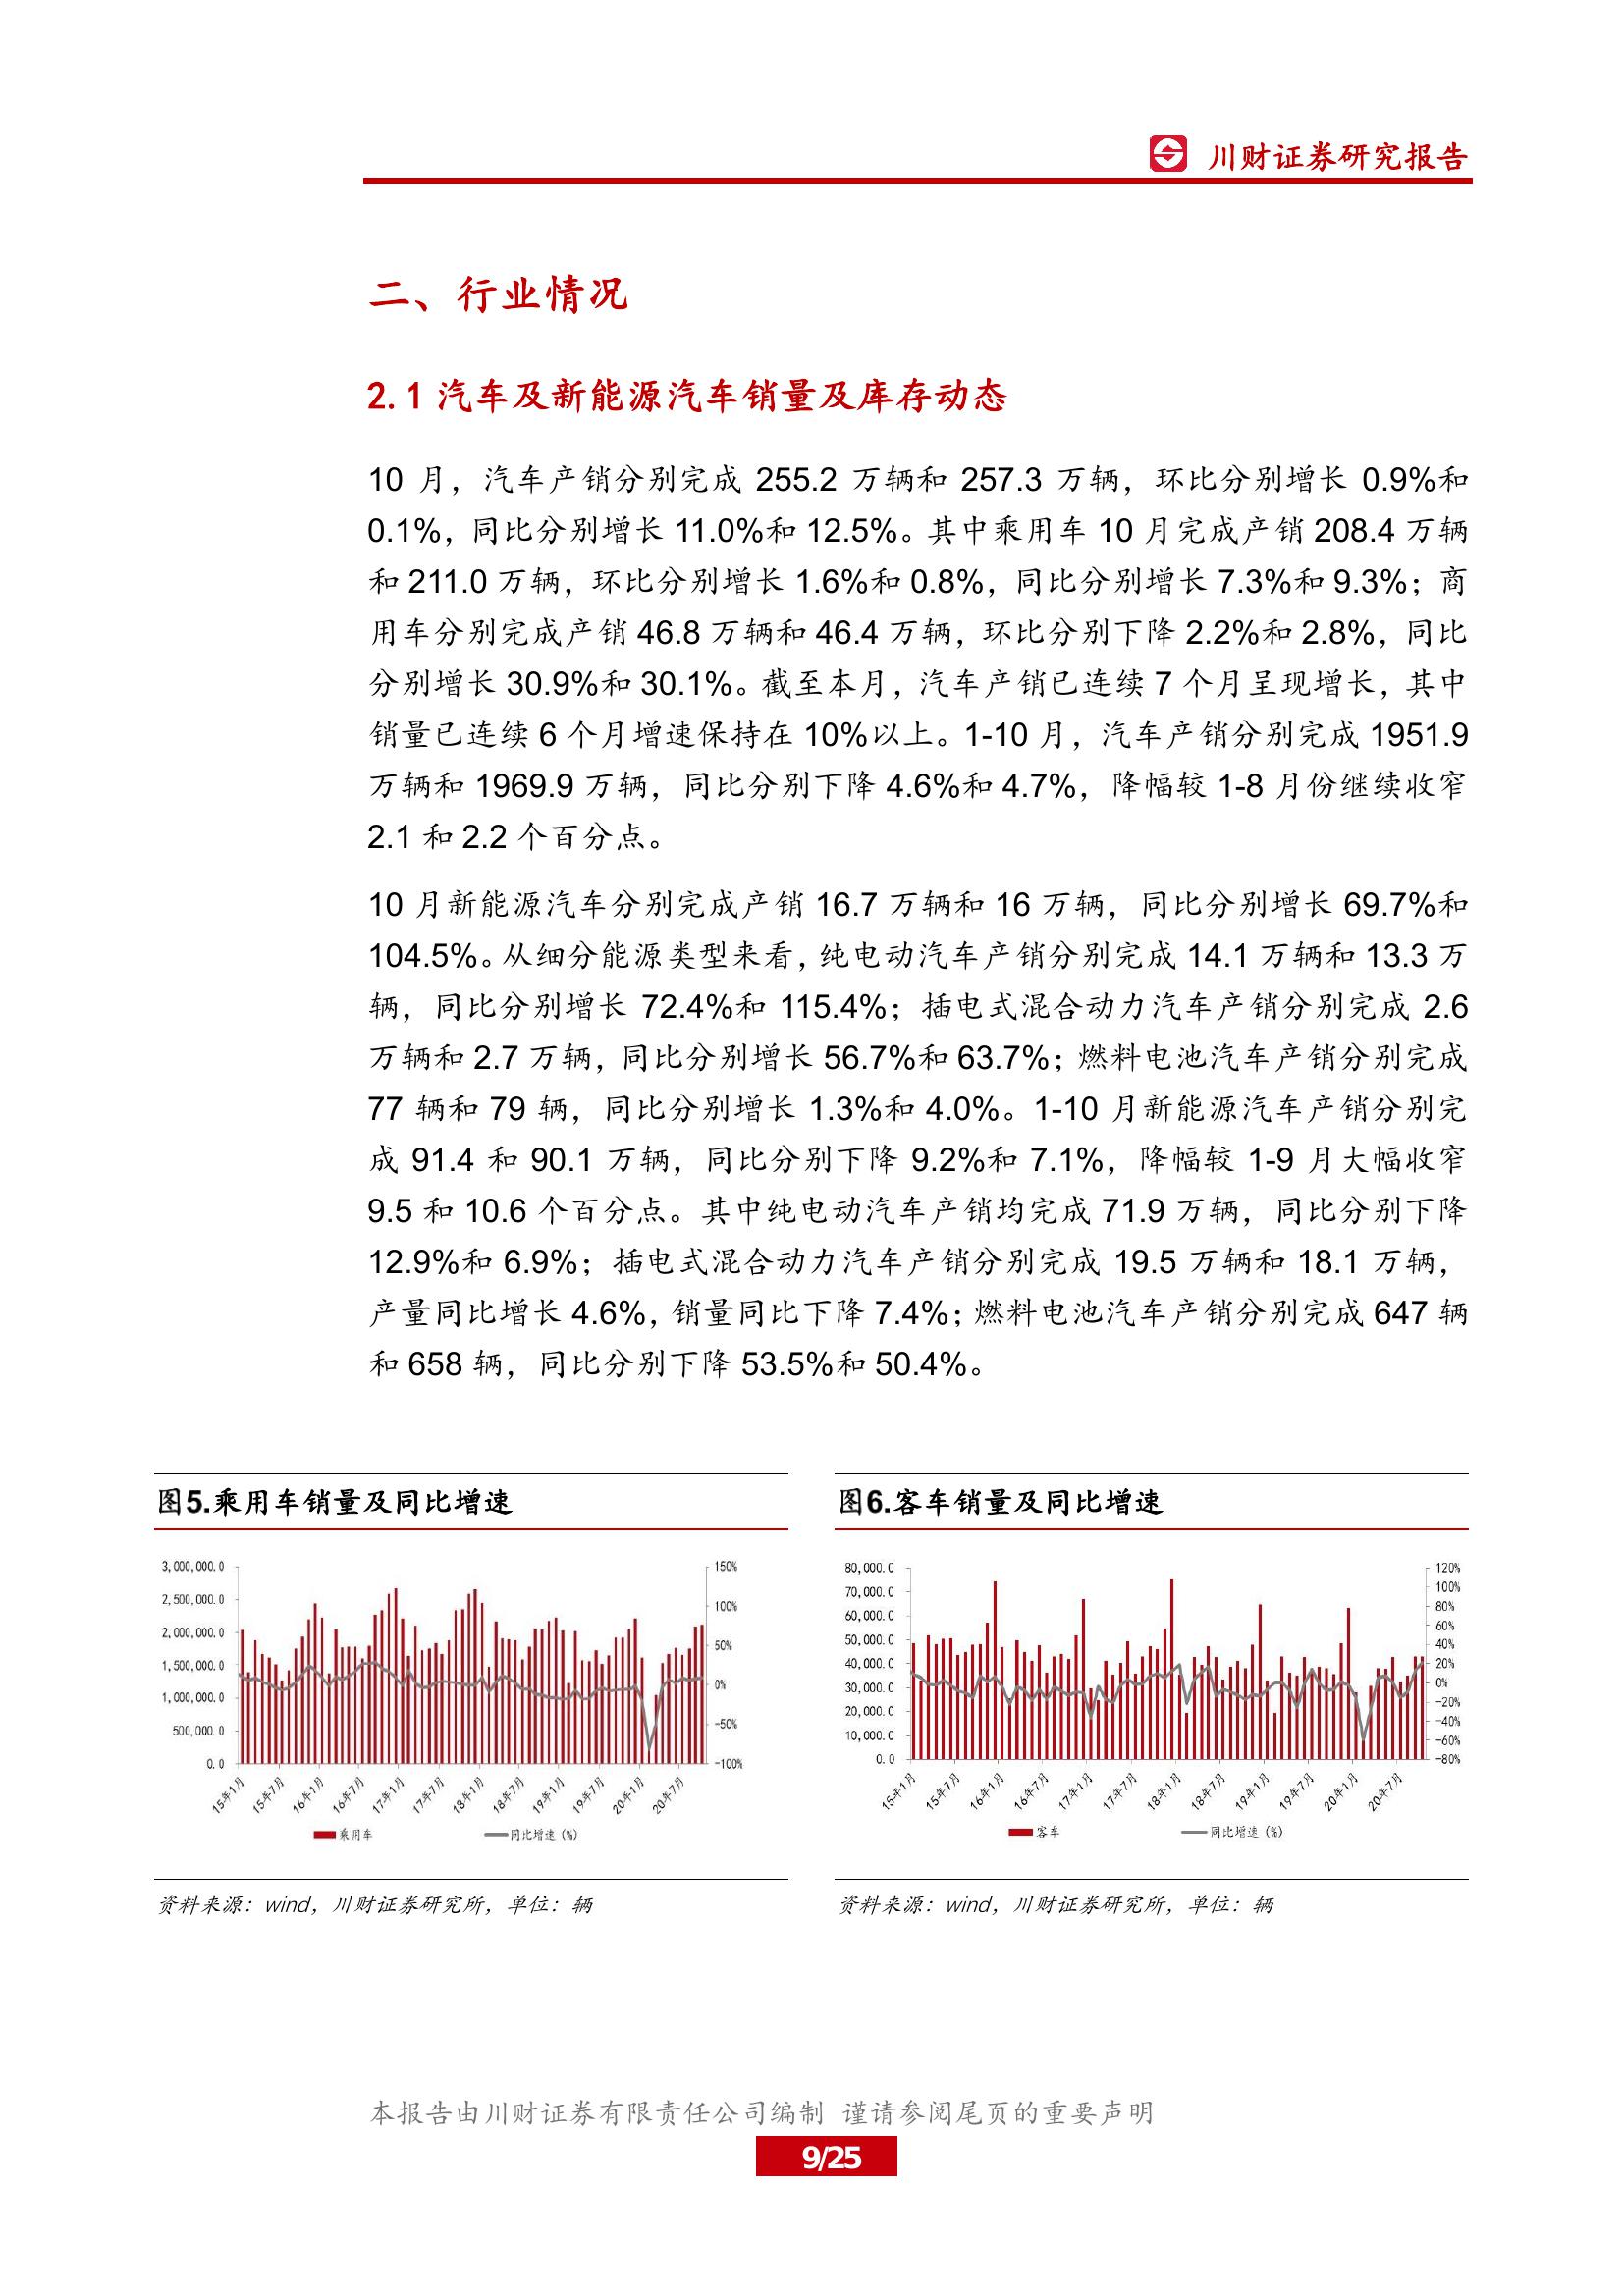 川财证券研究报告
二、行业情况
2.1 汽车及新能源汽车销量及库存动态
10 月，汽车产销分别完成 255.2 万辆和 257.3 万辆，环比分别增长 0.9%和
0.1%，同比分别增长 11.0%和 12.5%。其中乘用车 10 月完成产销 208.4 万辆
和 211.0 万辆，环比分别增长 1.6%和 0.8%，同比分别增长 7.3%和 9.3%；商
用车分别完成产销 46.8 万辆和 46.4 万辆，环比分别下降 2.2%和 2.8%，同比
分别增长 30.9%和 30.1%。截至本月，汽车产销已连续 7 个月呈现增长，其中
销量已连续 6 个月增速保持在 10%以上。1-10 月，汽车产销分别完成 1951.9
万辆和 1969.9 万辆，同比分别下降 4.6%和 4.7%，降幅较 1-8 月份继续收窄
2.1 和 2.2 个百分点。
10 月新能源汽车分别完成产销 16.7 万辆和 16 万辆，同比分别增长 69.7%和
104.5%。从细分能源类型来看，纯电动汽车产销分别完成 14.1 万辆和 13.3 万
辆，同比分别增长 72.4%和 115.4%；插电式混合动力汽车产销分别完成 2.6
万辆和 2.7 万辆，同比分别增长 56.7%和 63.7%；燃料电池汽车产销分别完成
77 辆和 79 辆，同比分别增长 1.3%和 4.0%。1-10 月新能源汽车产销分别完
成 91.4 和 90.1 万辆，同比分别下降 9.2%和 7.1%，降幅较 1-9 月大幅收窄
9.5 和 10.6 个百分点。其中纯电动汽车产销均完成 71.9 万辆，同比分别下降
12.9%和 6.9%；插电式混合动力汽车产销分别完成 19.5 万辆和 18.1 万辆，
产量同比增长 4.6%，销量同比下降 7.4%；燃料电池汽车产销分别完成 647 辆
和 658 辆，同比分别下降 53.5%和 50.4%。
图5.乘用车销量及同比增速
3,000,000.0
2,500,000.0
2,000,000.0
1,500,000.0
1,000,000.0
500,000.0
0.0
150%
100%
50%
0%
-50%
-100%
15年1月
15年7月
16年1月
16年7月
17年1月
17年7月
18年1月
18年7月
19年1月
19年7月
20年1月
20年7月
乘用车
同比增速（%）
资料来源：wind，川财证券研究所，单位：辆
图6.客车销量及同比增速
80,000.0
70,000.0
60,000.0
50,000.0
40,000.0
30,000.0
20,000.0
10,000.0
0.0
120%
100%
80%
60%
40%
20%
0%
-20%
-40%
-60%
-80%
15年1月
15年7月
16年1月
16年7月
17年1月
17年7月
18年1月
18年7月
19年1月
19年7月
20年1月
20年7月
客车
同比增速（%）
资料来源：wind，川财证券研究所，单位：辆
本报告由川财证券有限责任公司编制 谨请参阅尾页的重要声明
9/25